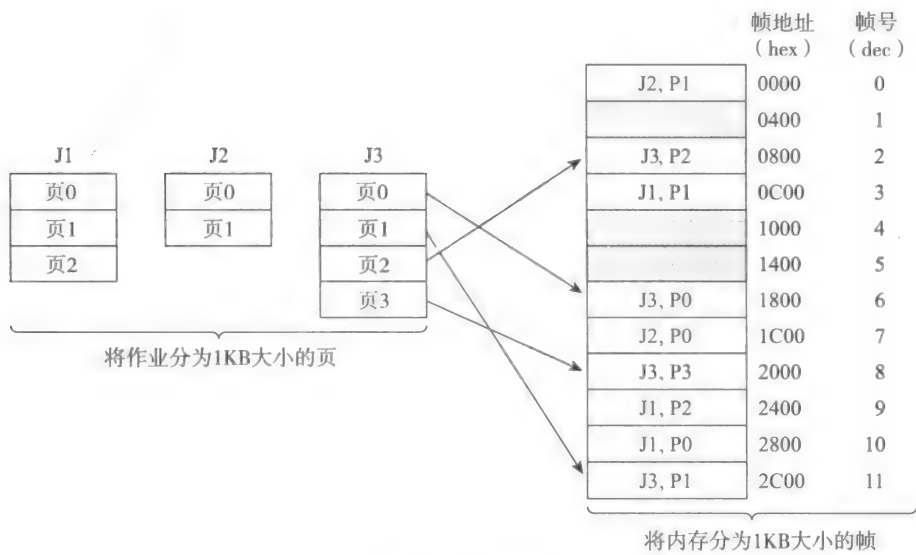 帧地址 帧号
(hex) (dec)
J2, P1 0000 0
0400 1
J1 J2 J3 J3, P2 0800 2
页0 页0 页0 J1, P1 0C00 3
页1 页1 页1 1000 4
页2 页2 1400 5
页3 J3, P0 1800 6
J2, P0 1C00 7
将作业分为1KB大小的页 J3, P3 2000 8
J1, P2 2400 9
J1, P0 2800 10
J3, P1 2C00 11
将内存分为1KB大小的帧